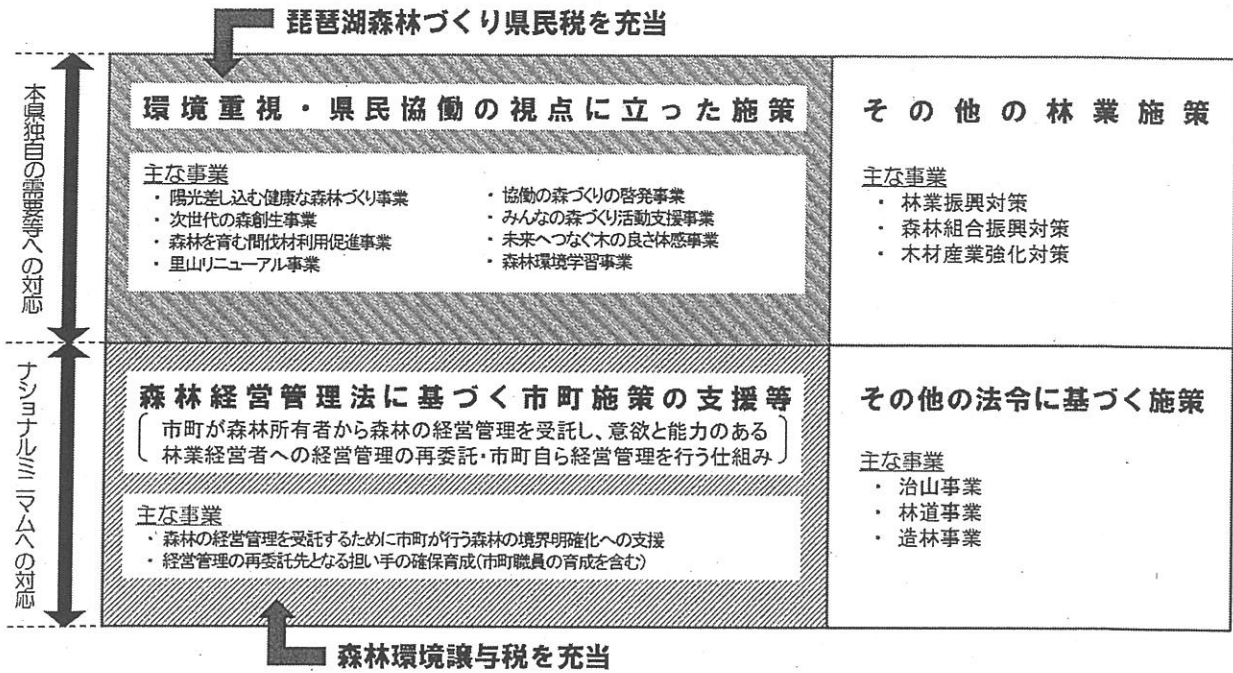 琵琶湖森林づくり県民税を充当
本県独自の需要等への対応
環境重視・県民協働の視点に立った施策
主な事業
・ 陽光差し込む健康な森林づくり事業
・ 次世代の森創生事業
・ 森林を育む間伐材利用促進事業
・ 里山リニューアル事業
・ 協働の森づくりの啓発事業
・ みんなの森づくり活動支援事業
・ 未来へつなぐ木の良さ体感事業
・ 森林環境学習事業
その他の林業施策
主な事業
・ 林業振興対策
・ 森林組合振興対策
・ 木材産業強化対策
ナショナルミニマムへの対応
森林経営管理法に基づく市町施策の支援等
市町が森林所有者から森林の経営管理を受託し、意欲と能力のある
林業経営者への経営管理の再委託・市町自ら経営管理を行う仕組み
主な事業
・ 森林の経営管理を受託するために市町が行う森林の境界明確化への支援
・ 経営管理の再委託先となる担い手の確保育成(市町職員の育成を含む)
その他の法令に基づく施策
主な事業
・ 治山事業
・ 林道事業
・ 造林事業
森林環境譲与税を充当